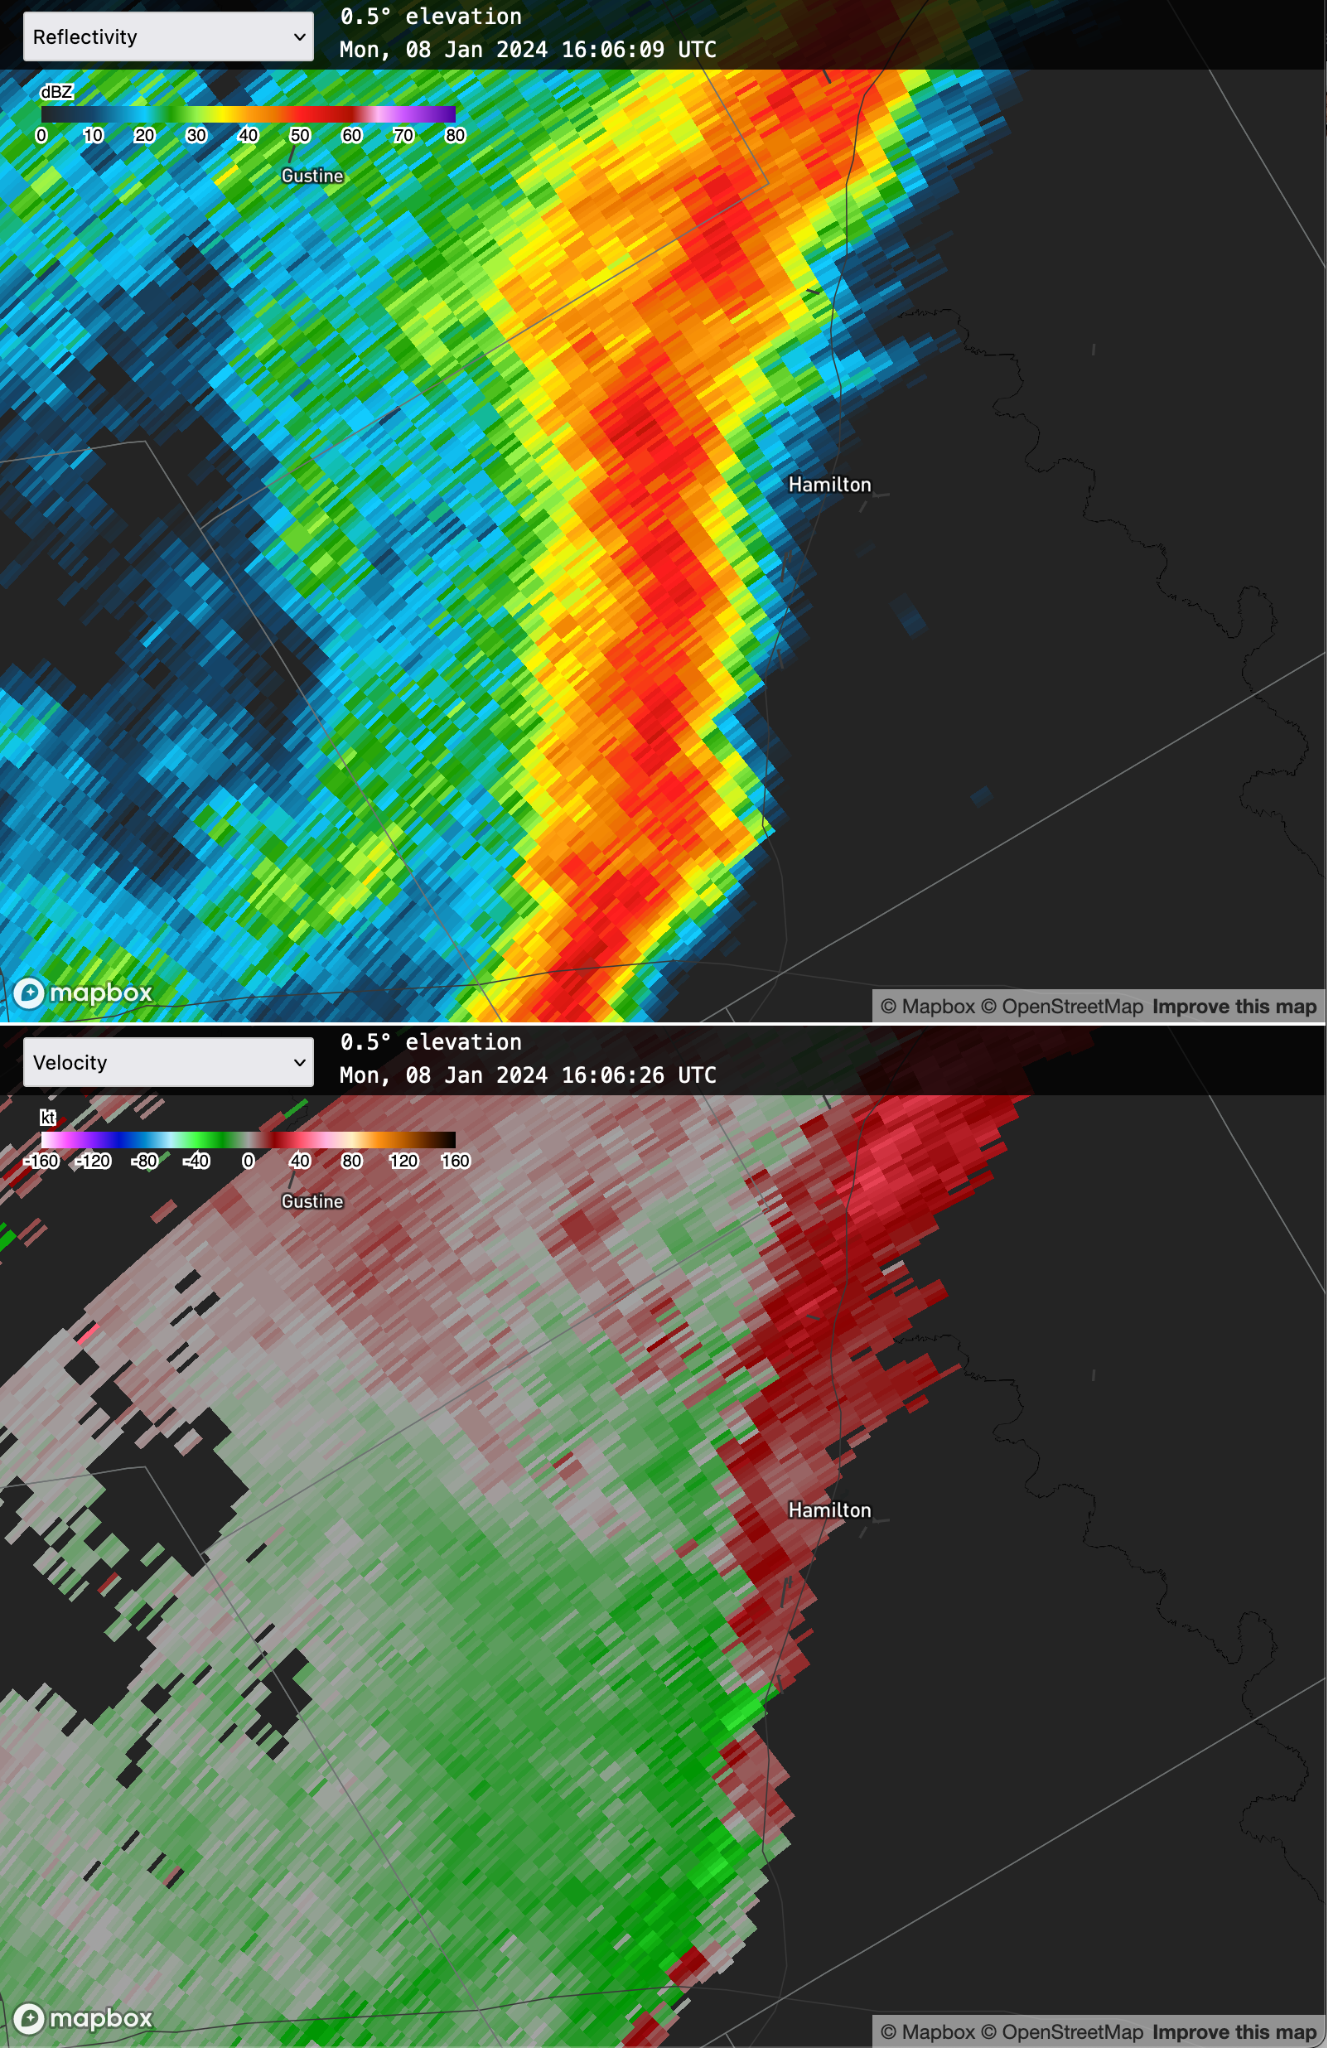 Reflectivity
0.5° elevation
Mon, 08 Jan 2024 16:06:09 UTC
dBZ
0 10 20 30 40 50 60 70 80
Gustine
Hamilton
mapbox
© Mapbox © OpenStreetMap Improve this map
Velocity
0.5° elevation
Mon, 08 Jan 2024 16:06:26 UTC
kt
-160 -120 -80 -40 0 40 80 120 160
Gustine
Hamilton
mapbox
© Mapbox © OpenStreetMap Improve this map